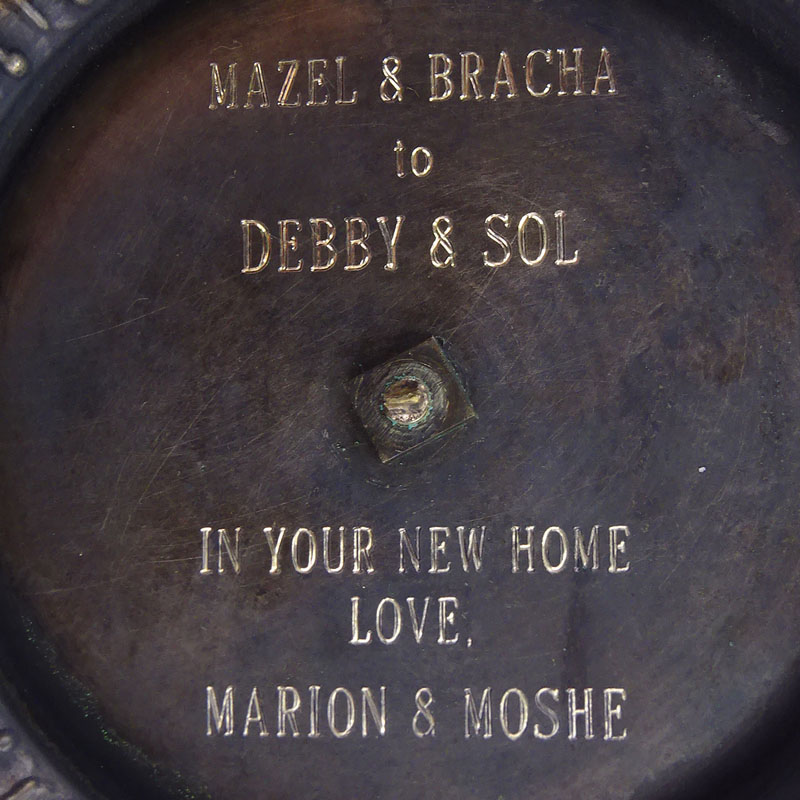 MAZEL & BRACHA
to
DEBBY & SOL
IN YOUR NEW HOME
LOVE,
MARION & MOSHE